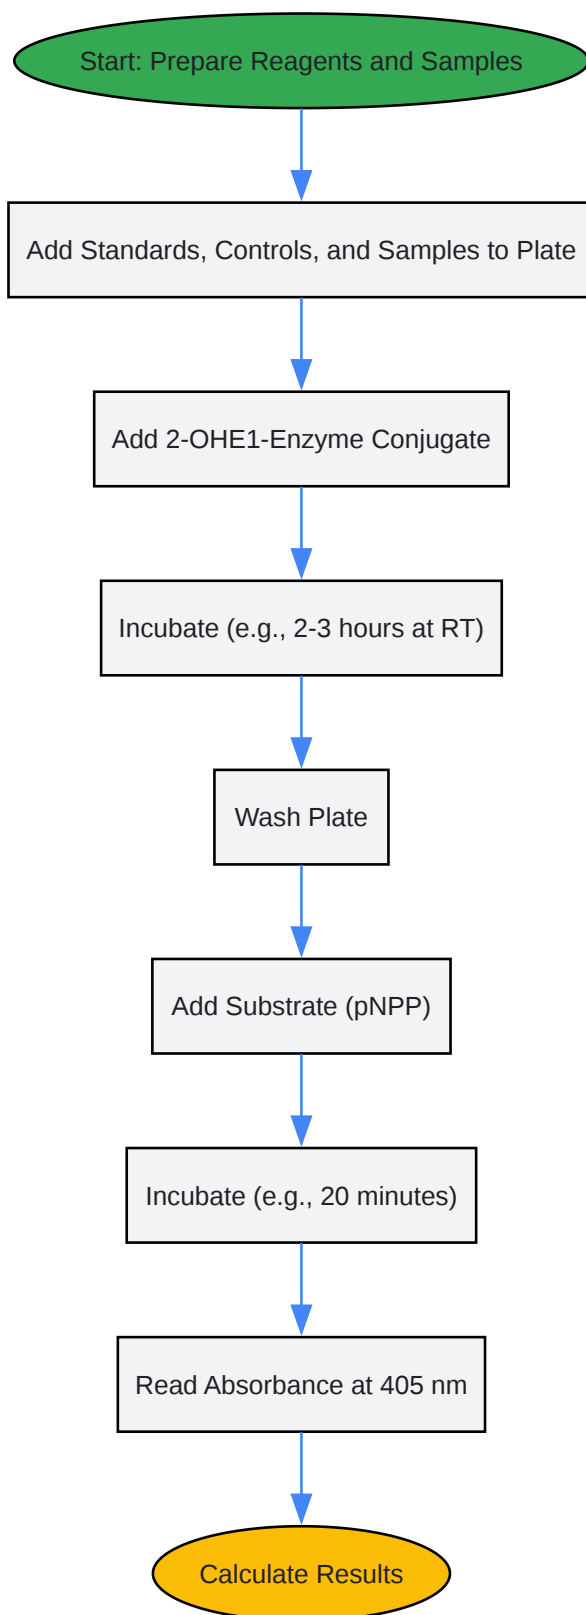 Start: Prepare Reagents and Samples
Add Standards, Controls, and Samples to Plate
Add 2-OHE1-Enzyme Conjugate
Incubate (e.g., 2-3 hours at RT)
Wash Plate
Add Substrate (pNPP)
Incubate (e.g., 20 minutes)
Read Absorbance at 405 nm
Calculate Results